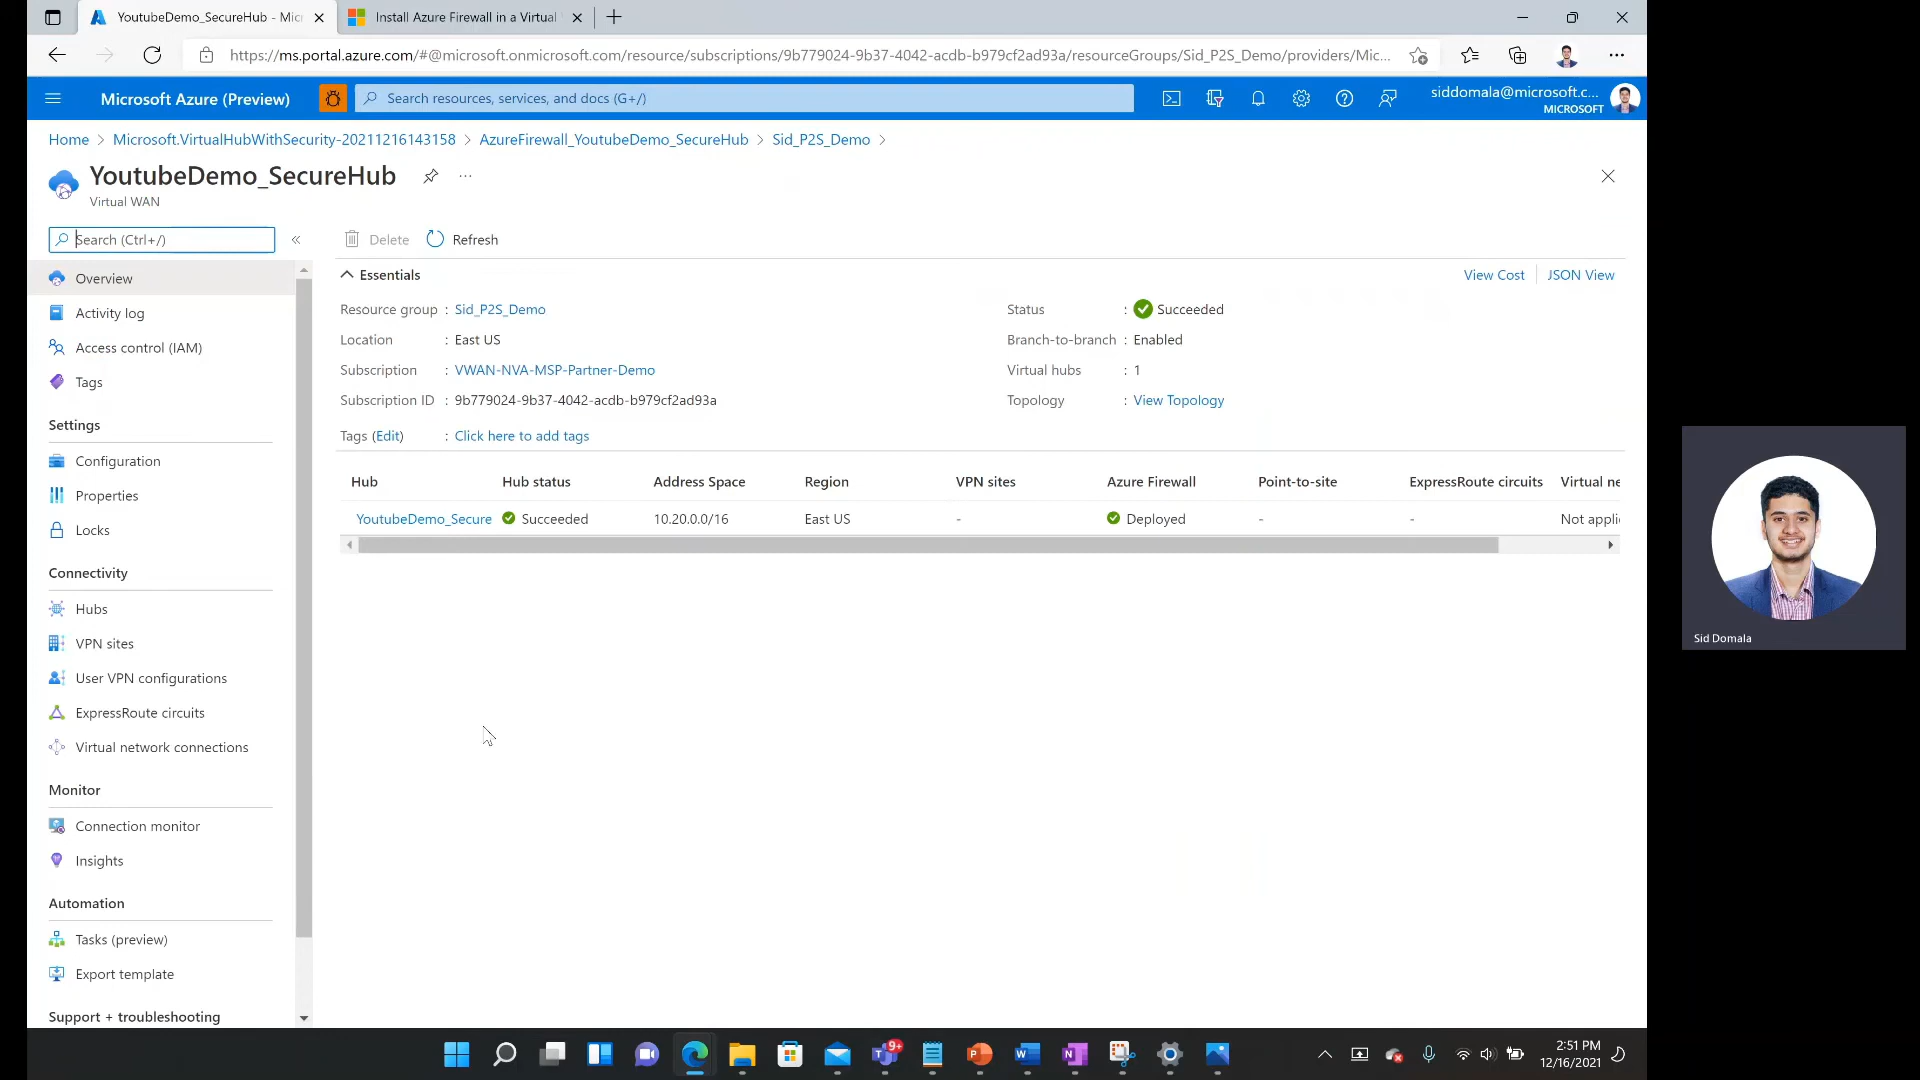 YoutubeDemo_SecureHub - Mic
Install Azure Firewall in a Virtual
https://ms.portal.azure.com/#@microsoft.onmicrosoft.com/resource/subscriptions/9b779024-9b37-4042-acdb-b979cf2ad93a/resourceGroups/Sid_P2S_Demo/providers/Mic...
Microsoft Azure (Preview)
Search resources, services, and docs (G+/)
siddomala@microsoft.c...
MICROSOFT
Home > Microsoft.VirtualHubWithSecurity-20211216143158 > AzureFirewall_YoutubeDemo_SecureHub > Sid_P2S_Demo >
YoutubeDemo_SecureHub
Virtual WAN
Search (Ctrl+/)
Delete
Refresh
Overview
Activity log
Access control (IAM)
Tags
Settings
Configuration
Properties
Locks
Connectivity
Hubs
VPN sites
User VPN configurations
ExpressRoute circuits
Virtual network connections
Monitor
Connection monitor
Insights
Automation
Tasks (preview)
Export template
Support + troubleshooting
Essentials
View Cost
JSON View
Resource group : Sid_P2S_Demo
Location : East US
Subscription : VWAN-NVA-MSP-Partner-Demo
Subscription ID : 9b779024-9b37-4042-acdb-b979cf2ad93a
Tags (Edit) : Click here to add tags
Status : Succeeded
Branch-to-branch : Enabled
Virtual hubs : 1
Topology : View Topology
Hub Hub status Address Space Region VPN sites Azure Firewall Point-to-site ExpressRoute circuits Virtual ne
YoutubeDemo_Secure Succeeded 10.20.0.0/16 East US - Deployed - - Not appli
Sid Domala
9+
2:51 PM
12/16/2021